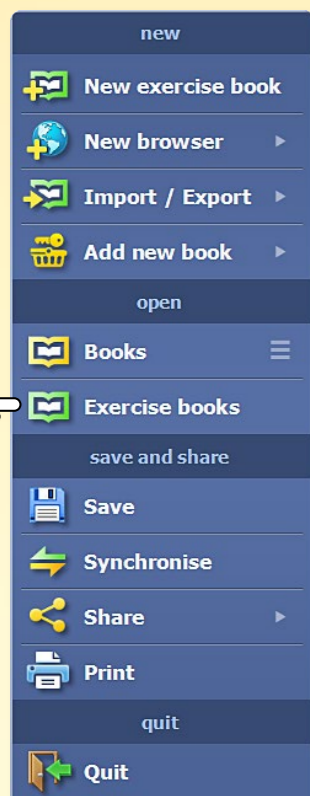 new
New exercise book
New browser
Import / Export
Add new book
open
Books
Exercise books
save and share
Save
Synchronise
Share
Print
quit
Quit